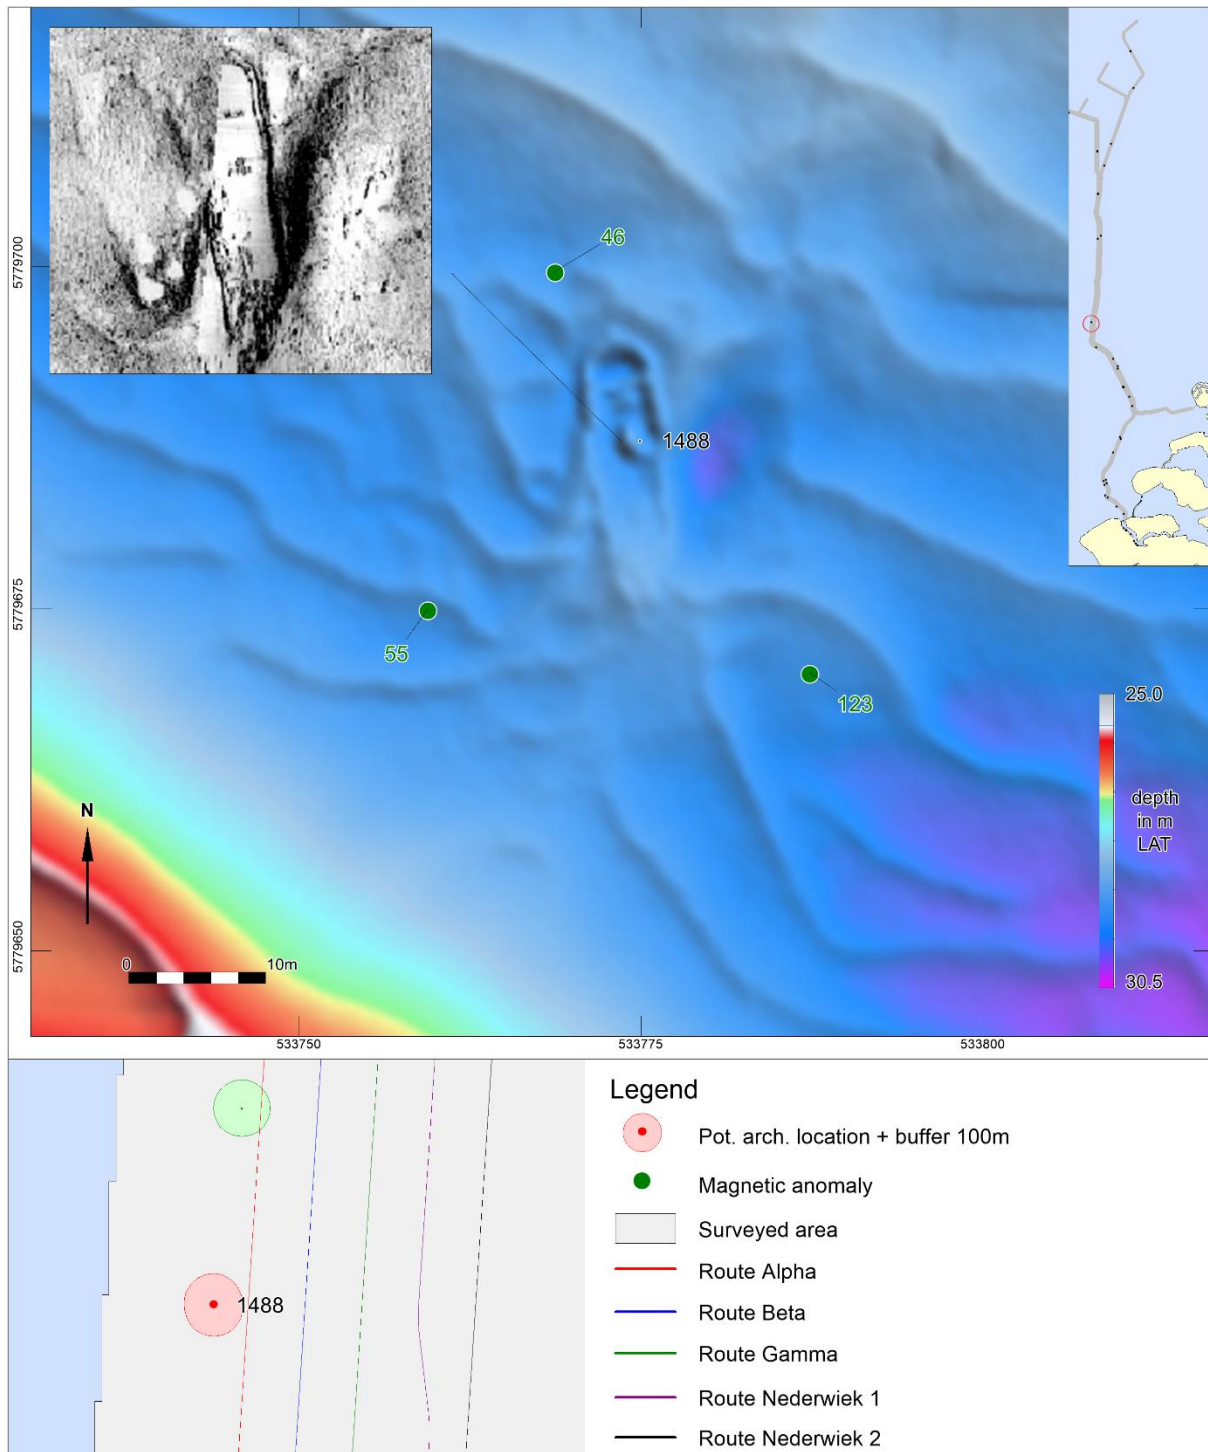 5779700
46
1488
5779675
55
123
25.0
depth
in m
LAT
30.5
N
0 10m
5779650
533750 533775 533800
1488
Legend
Pot. arch. location + buffer 100m
Magnetic anomaly
Surveyed area
Route Alpha
Route Beta
Route Gamma
Route Nederwiek 1
Route Nederwiek 2